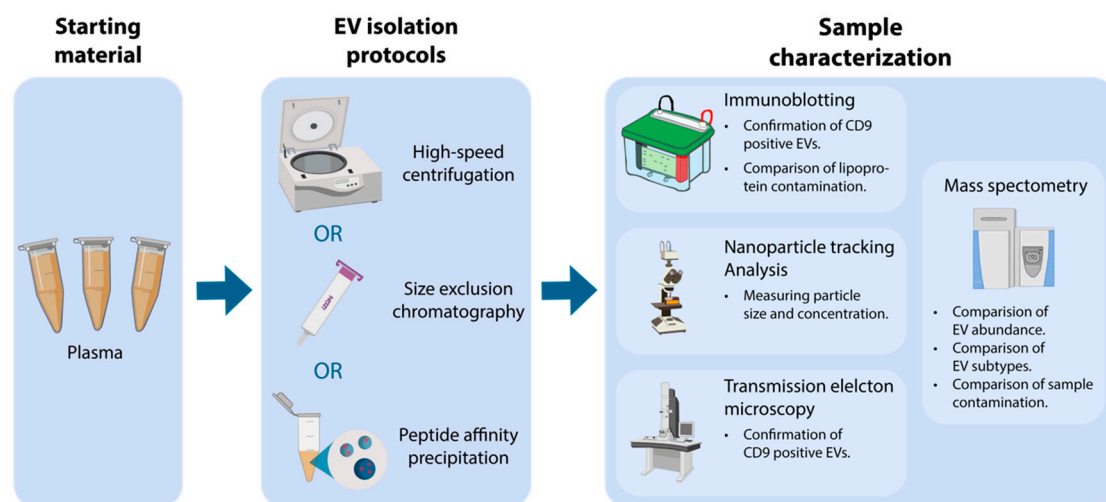 Starting
material
Plasma
EV isolation
protocols
High-speed
centrifugation
OR
Size exclusion
chromatography
iZON
OR
Peptide affinity
precipitation
Sample
characterization
Immunoblotting
• Confirmation of CD9
positive EVs.
• Comparison of lipopro-
tein contamination.
Nanoparticle tracking
Analysis
• Measuring particle
size and concentration.
Transmission elelcton
microscopy
• Confirmation of
CD9 positive EVs.
Mass spectometry
• Comparision of
EV abundance.
• Comparison of
EV subtypes.
• Comparison of sample
contamination.